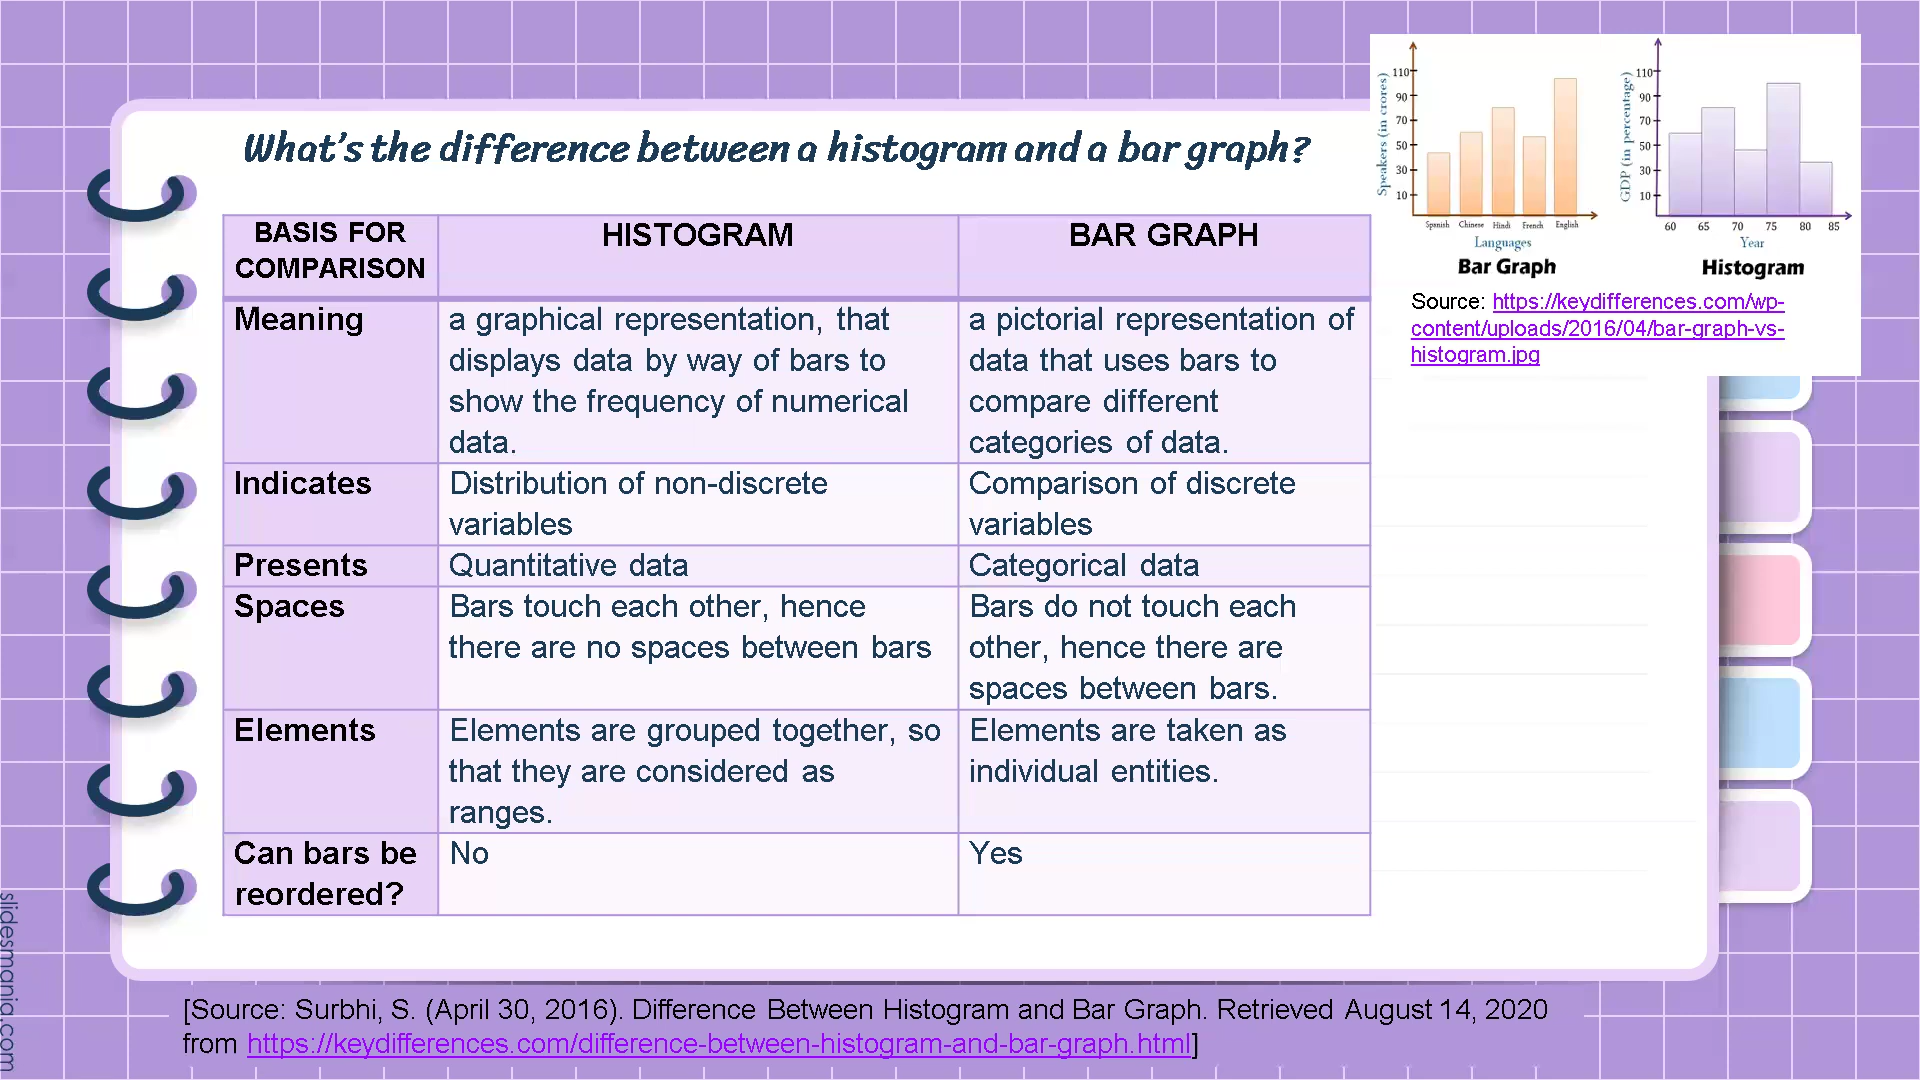 What's the difference between a histogram and a bar graph?
BASIS FOR
COMPARISON
HISTOGRAM
BAR GRAPH
Meaning
a graphical representation, that
displays data by way of bars to
show the frequency of numerical
data.
a pictorial representation of
data that uses bars to
compare different
categories of data.
Indicates
Distribution of non-discrete
variables
Comparison of discrete
variables
Presents
Quantitative data
Categorical data
Spaces
Bars touch each other, hence
there are no spaces between bars
Bars do not touch each
other, hence there are
spaces between bars.
Elements
Elements are grouped together, so
that they are considered as
ranges.
Elements are taken as
individual entities.
Can bars be
reordered?
No
Yes
Speakers (in crores)
110
90
70
50
30
10
Spanish Chinese Hindi French English
Languages
Bar Graph
GDP (in percentage)
110
90
70
50
30
10
60 65 70 75 80 85
Year
Histogram
Source: https://keydifferences.com/wp-
content/uploads/2016/04/bar-graph-vs-
histogram.jpg
[Source: Surbhi, S. (April 30, 2016). Difference Between Histogram and Bar Graph. Retrieved August 14, 2020
from https://keydifferences.com/difference-between-histogram-and-bar-graph.html]
slidesmania.com